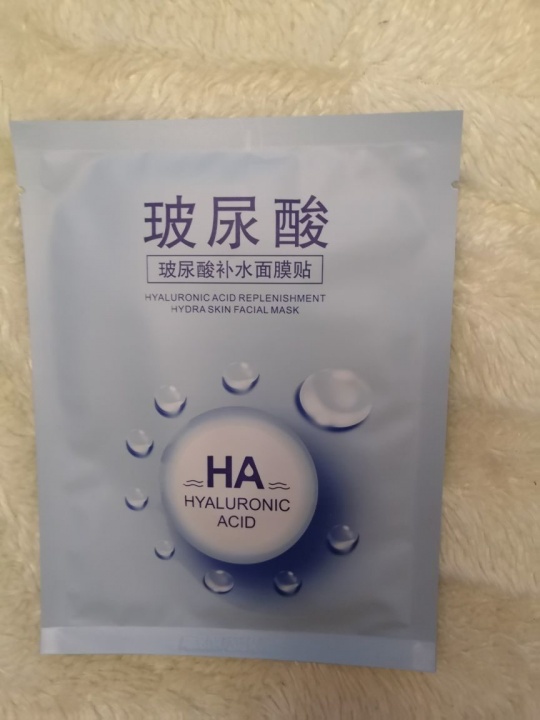 玻尿酸
玻尿酸补水面膜贴
HYALURONIC ACID REPLENISHMENT
HYDRA SKIN FACIAL MASK
HA
HYALURONIC
ACID